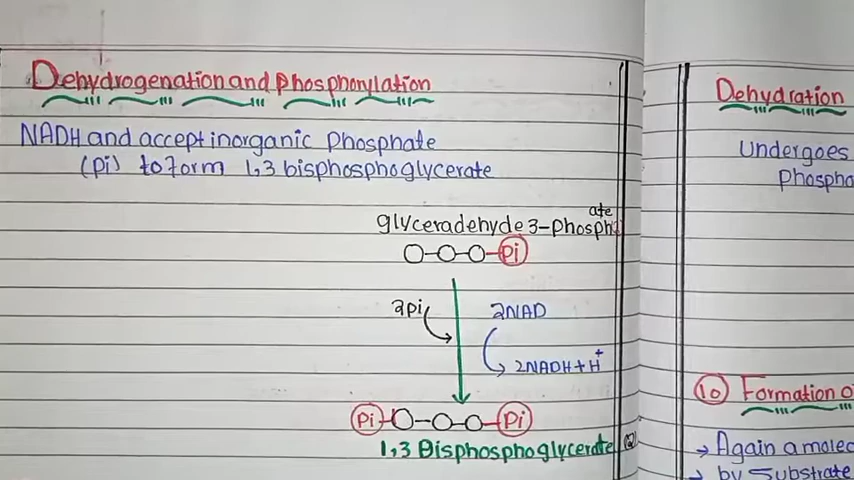 Dehydrogenation and Phosphorylation
NADH and accept inorganic Phosphate
(Pi) to form 1,3 bisphosphoglycerate
glyceradehyde 3-phosphate
Pi
2Pi
2NAD
2NADH+H+
Pi
Pi
1,3 Bisphosphoglycerate
Dehydration
Undergoes
Phospho
10 Formation o
→ Again a molec
→ by Substrate